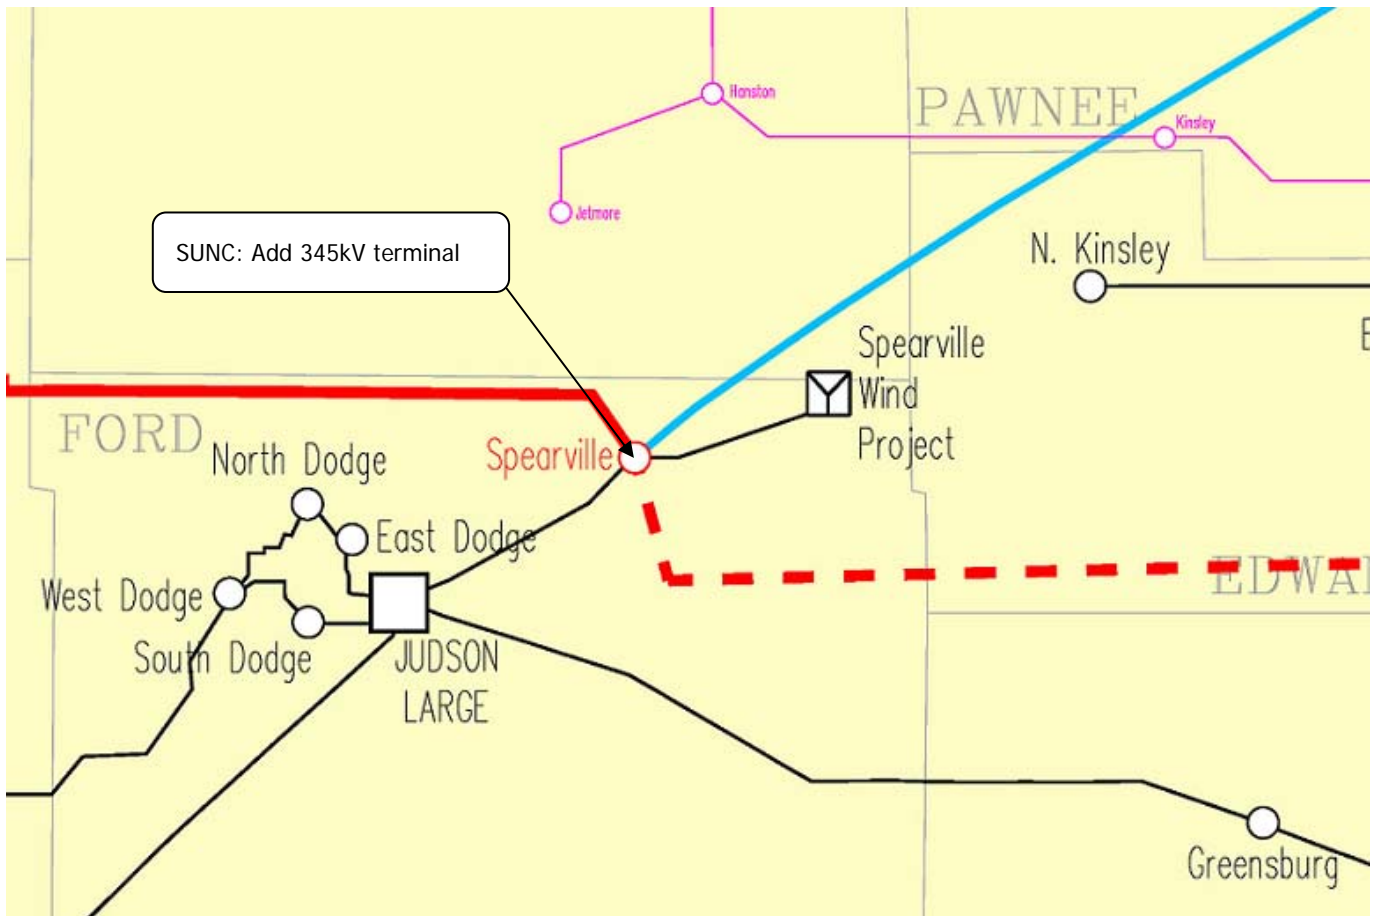 Hanston
PAWNEE
Kinsley
Jetmore
SUNC: Add 345kV terminal
N. Kinsley
Spearville
Wind
Project
E
FORD
North Dodge
Spearville
East Dodge
EDWA
West Dodge
South Dodge
JUDSON
LARGE
Greensburg